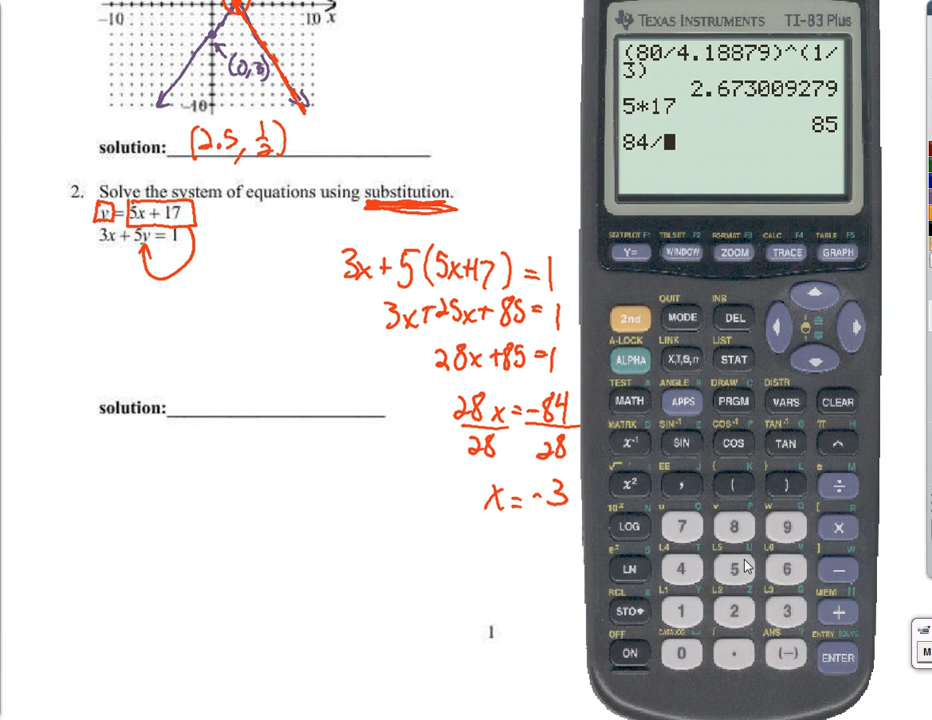 -10
10 x
(0,3)
-10
solution: (2.5, 1/2)
2. Solve the system of equations using substitution.
y = 5x + 17
3x + 5y = 1
3x + 5(5x+17) = 1
3x+25x+85=1
28x+85=1
28x = -84
28 28
x = -3
solution:
1
TEXAS INSTRUMENTS TI-83 Plus
(80/4.18879)^(1/
3)
2.673009279
5*17
85
84/
STATPLOT F1 TBLSET F2 FORMAT F3 CALC F4 TABLE F5
Y= WINDOW ZOOM TRACE GRAPH
QUIT INS
2nd MODE DEL
A-LOCK LINK LIST
ALPHA X,T,θ,n STAT
TEST A ANGLE B DRAW C DISTR
MATH APPS PRGM VARS CLEAR
MATRX D SIN-1 E COS-1 F TAN-1 G π H
x-1 SIN COS TAN ^
√ I EE J { K } L e M
x2 , ( ) ÷
10x N u O v P w Q [ R
LOG 7 8 9 ×
ex S L4 T L5 U L6 V ] W
LN 4 5 6 −
RCL X L1 Y L2 Z L3 θ MEM "
STO 1 2 3 +
OFF CATALOG ANS ? ENTRY SOLVE
ON 0 . (−) ENTER
M